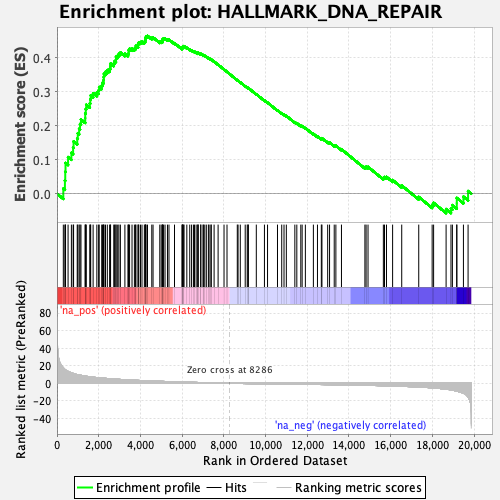 Enrichment plot: HALLMARK_DNA_REPAIR
Enrichment score (ES)
0.4
0.3
0.2
0.1
0.0
'na_pos' (positively correlated)
Ranked list metric (PreRanked)
80
60
40
20
0
−20
−40
Zero cross at 8286
'na_neg' (negatively correlated)
0
2,000
4,000
6,000
8,000
10,000
12,000
14,000
16,000
18,000
20,000
Rank in Ordered Dataset
Enrichment profile
Hits
Ranking metric scores